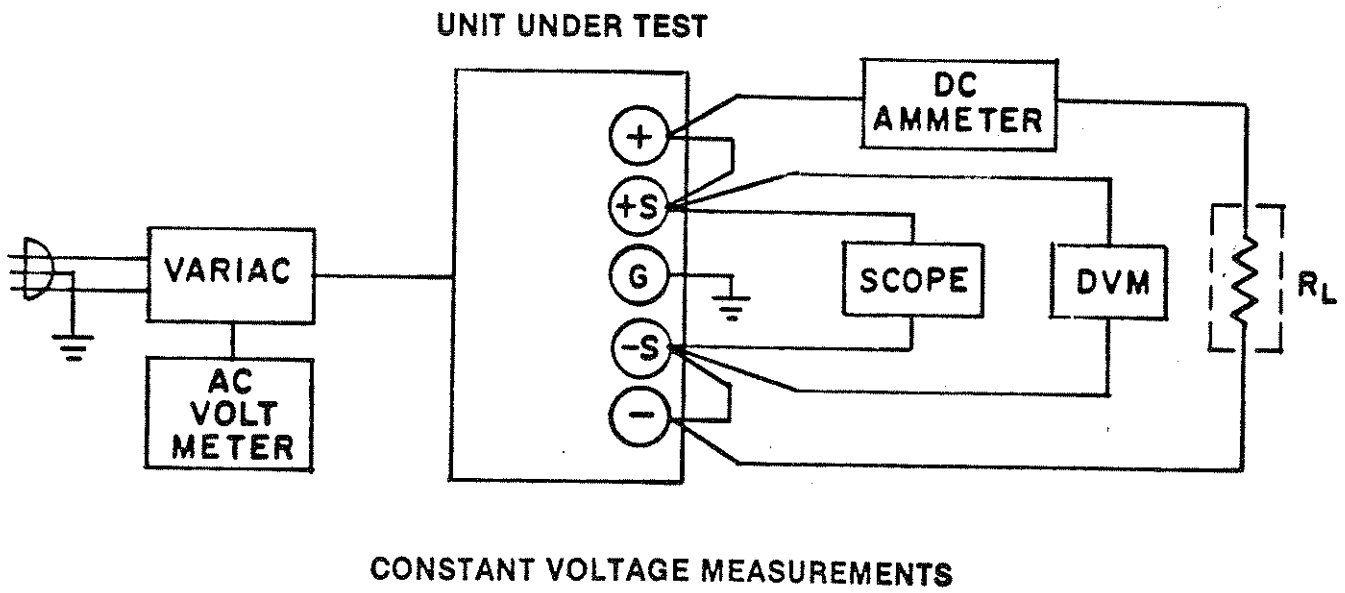 UNIT UNDER TEST
DC
AMMETER
+
+S
G
-S
-
VARIAC
AC
VOLT
METER
SCOPE
DVM
RL
CONSTANT VOLTAGE MEASUREMENTS